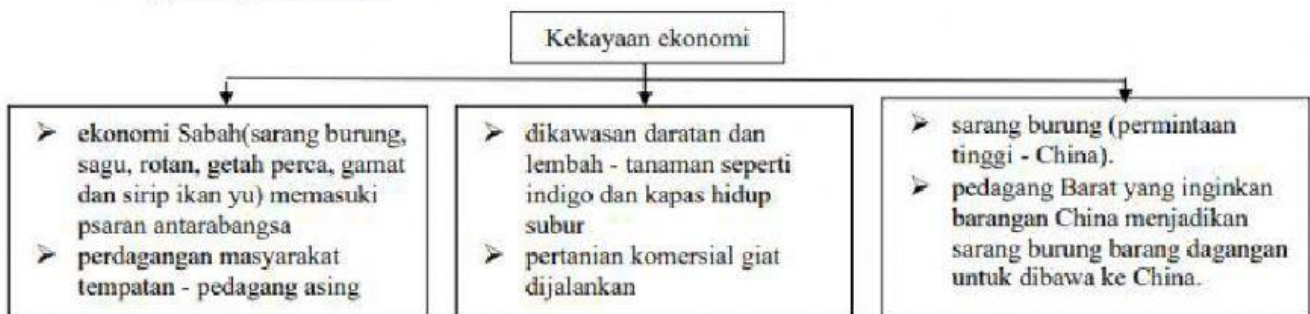 Kekayaan ekonomi
➢ ekonomi Sabah(sarang burung,
sagu, rotan, getah perca, gamat
dan sirip ikan yu) memasuki
psaran antarabangsa
➢ perdagangan masyarakat
tempatan - pedagang asing
➢ dikawasan daratan dan
lembah - tanaman seperti
indigo dan kapas hidup
subur
➢ pertanian komersial giat
dijalankan
➢ sarang burung (permintaan
tinggi - China).
➢ pedagang Barat yang inginkan
barangan China menjadikan
sarang burung barang dagangan
untuk dibawa ke China.